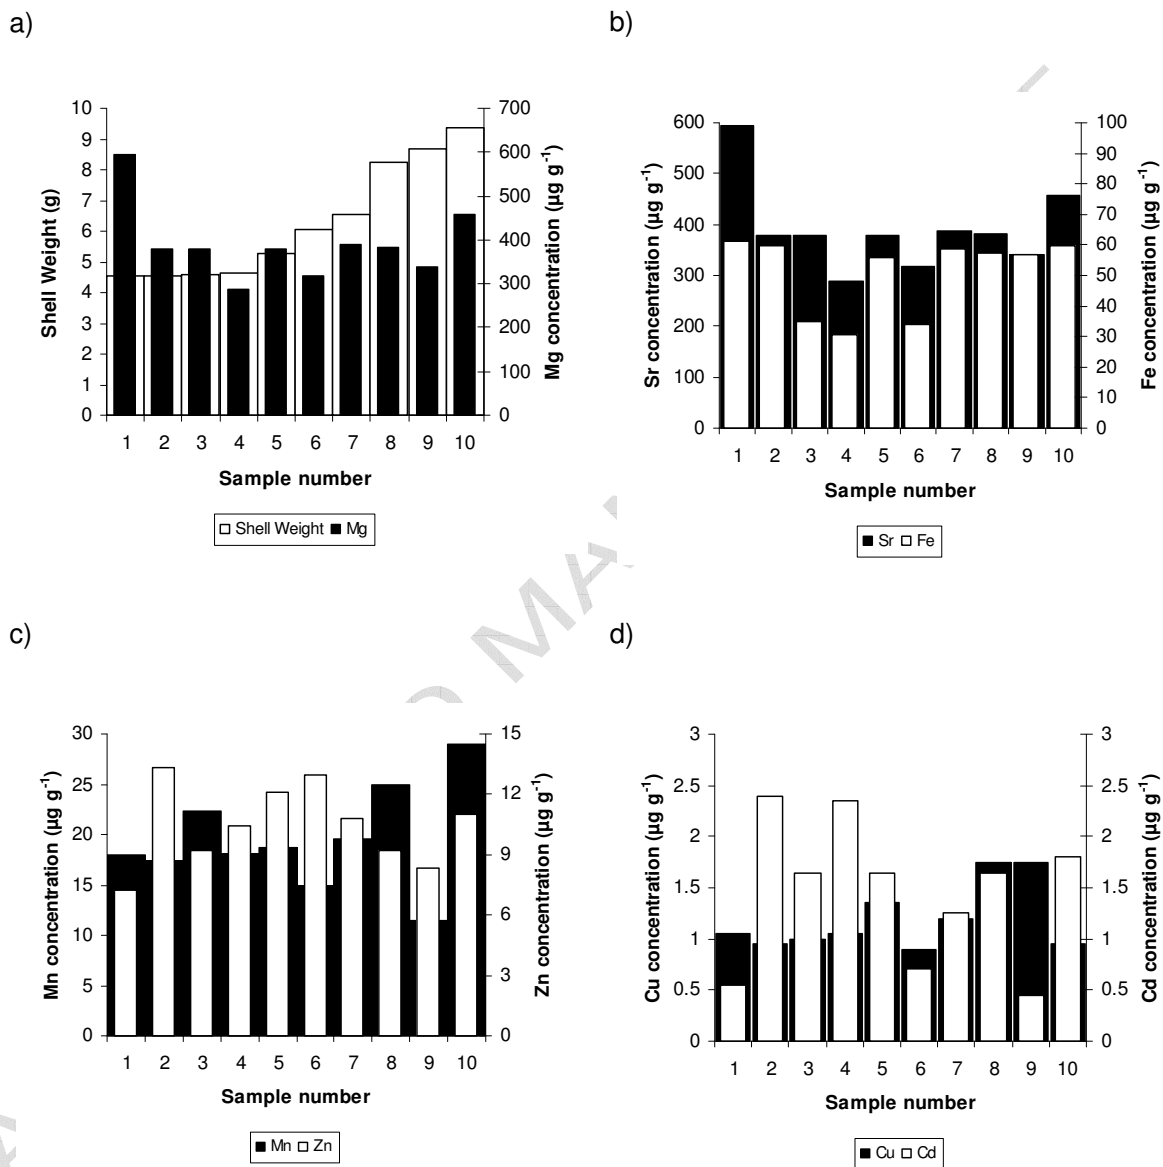 a)
b)
10
9
8
7
6
5
4
3
2
1
0
Shell Weight (g)
700
600
500
400
300
200
100
0
Mg concentration (µg g⁻¹)
1 2 3 4 5 6 7 8 9 10
Sample number
Shell Weight Mg
600
500
400
300
200
100
0
Sr concentration (µg g⁻¹)
100
90
80
70
60
50
40
30
20
10
0
Fe concentration (µg g⁻¹)
1 2 3 4 5 6 7 8 9 10
Sample number
Sr Fe
c)
d)
30
25
20
15
10
5
0
Mn concentration (µg g⁻¹)
15
12
9
6
3
0
Zn concentration (µg g⁻¹)
1 2 3 4 5 6 7 8 9 10
Sample number
Mn Zn
3
2.5
2
1.5
1
0.5
0
Cu concentration (µg g⁻¹)
3
2.5
2
1.5
1
0.5
0
Cd concentration (µg g⁻¹)
1 2 3 4 5 6 7 8 9 10
Sample number
Cu Cd